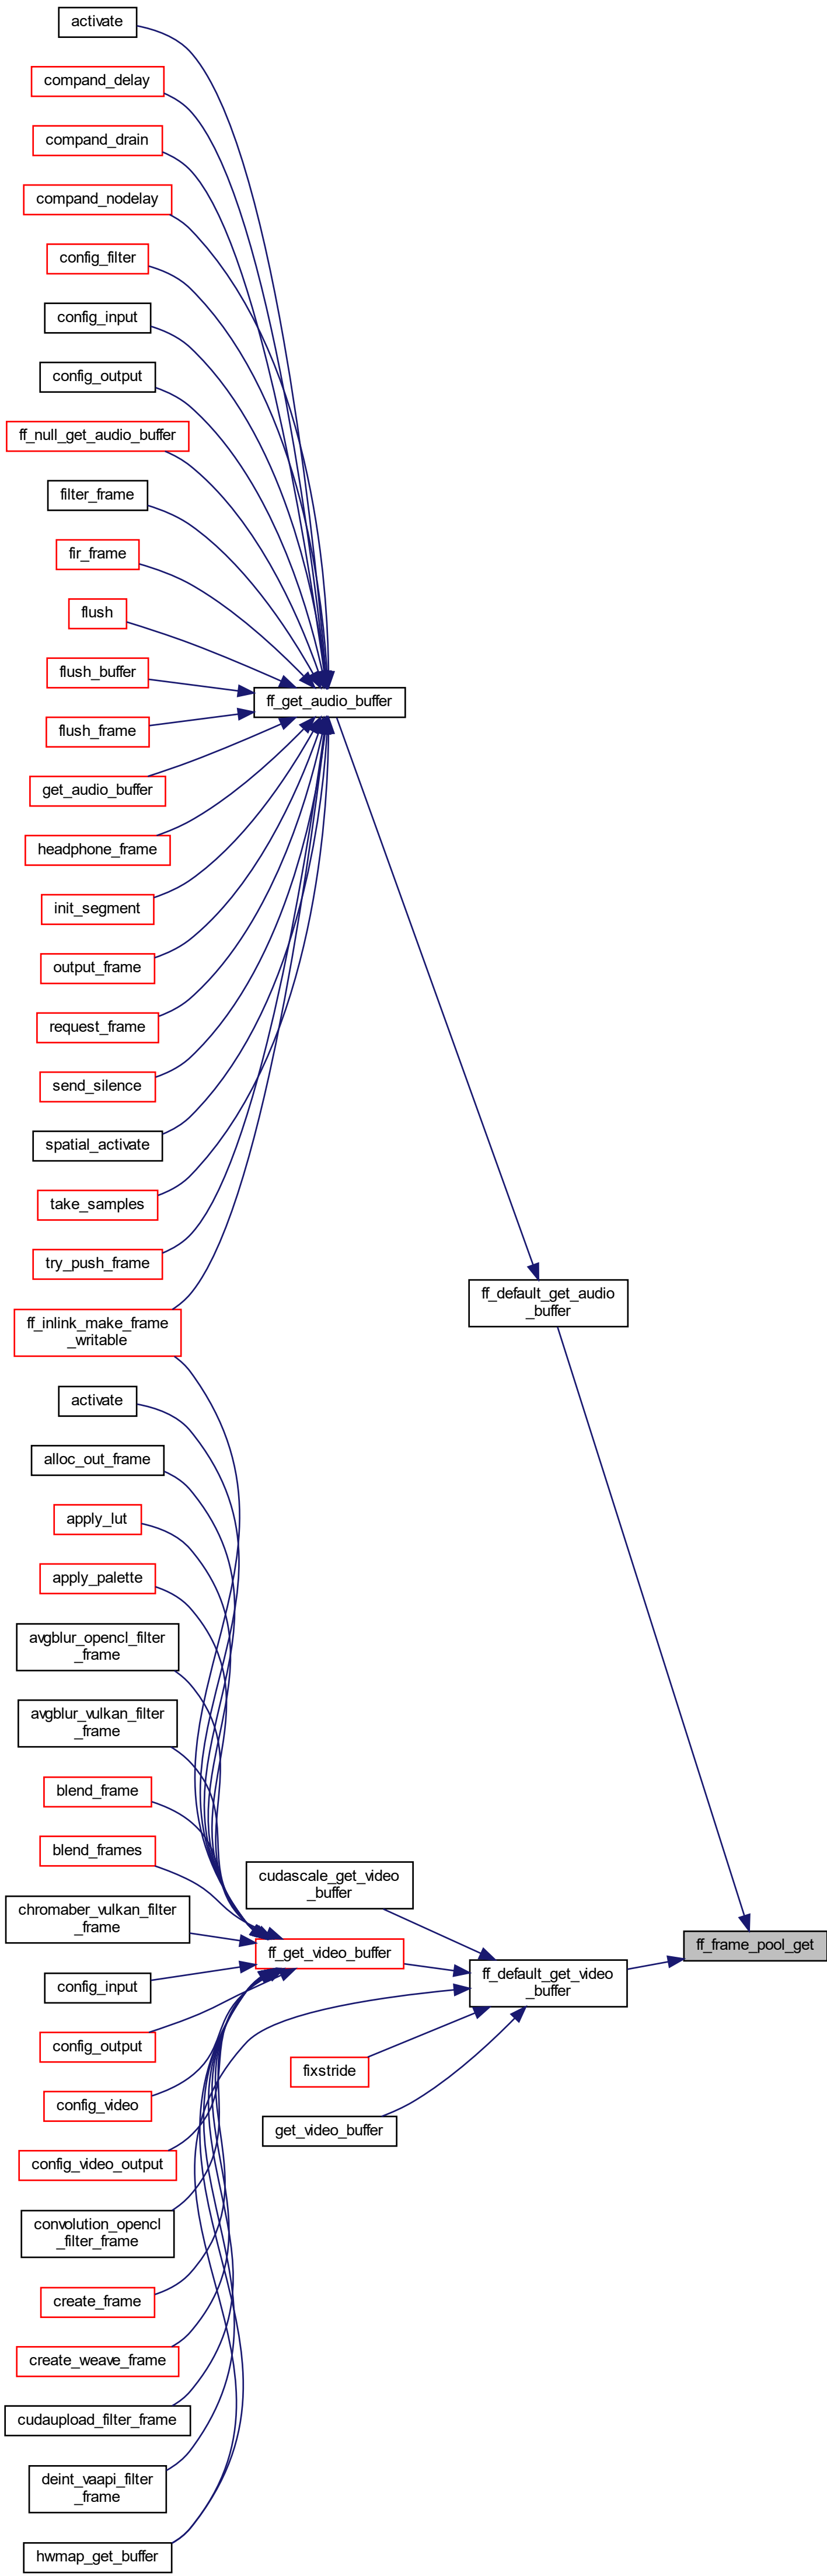 activate
compand_delay
compand_drain
compand_nodelay
config_filter
config_input
config_output
ff_null_get_audio_buffer
filter_frame
fir_frame
flush
flush_buffer
ff_get_audio_buffer
flush_frame
get_audio_buffer
headphone_frame
init_segment
output_frame
request_frame
send_silence
spatial_activate
take_samples
try_push_frame
ff_default_get_audio
_buffer
ff_inlink_make_frame
_writable
activate
alloc_out_frame
apply_lut
apply_palette
avgblur_opencl_filter
_frame
avgblur_vulkan_filter
_frame
blend_frame
blend_frames
cudascale_get_video
_buffer
chromaber_vulkan_filter
_frame
ff_get_video_buffer
ff_frame_pool_get
ff_default_get_video
_buffer
config_input
config_output
fixstride
config_video
get_video_buffer
config_video_output
convolution_opencl
_filter_frame
create_frame
create_weave_frame
cudaupload_filter_frame
deint_vaapi_filter
_frame
hwmap_get_buffer